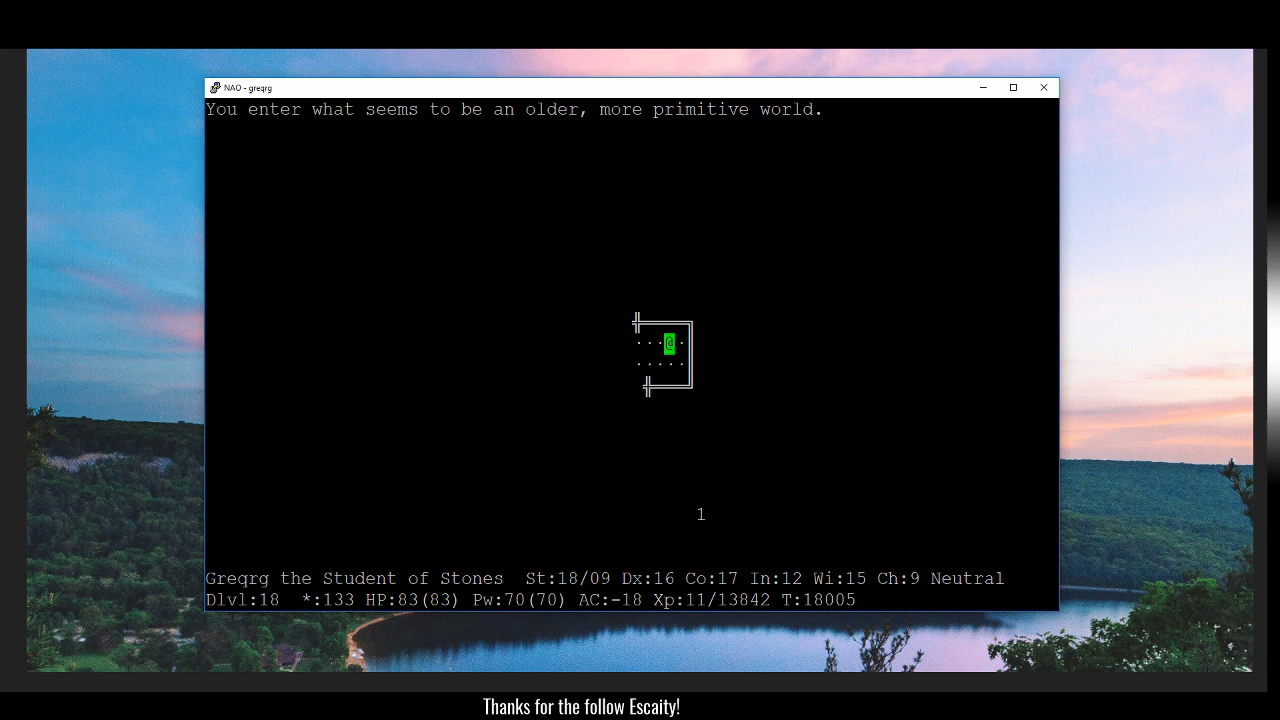 NAO - greqrg
You enter what seems to be an older, more primitive world.
@
1
Greqrg the Student of Stones St:18/09 Dx:16 Co:17 In:12 Wi:15 Ch:9 Neutral
Dlvl:18 *:133 HP:83(83) Pw:70(70) AC:-18 Xp:11/13842 T:18005
Thanks for the follow Escaity!